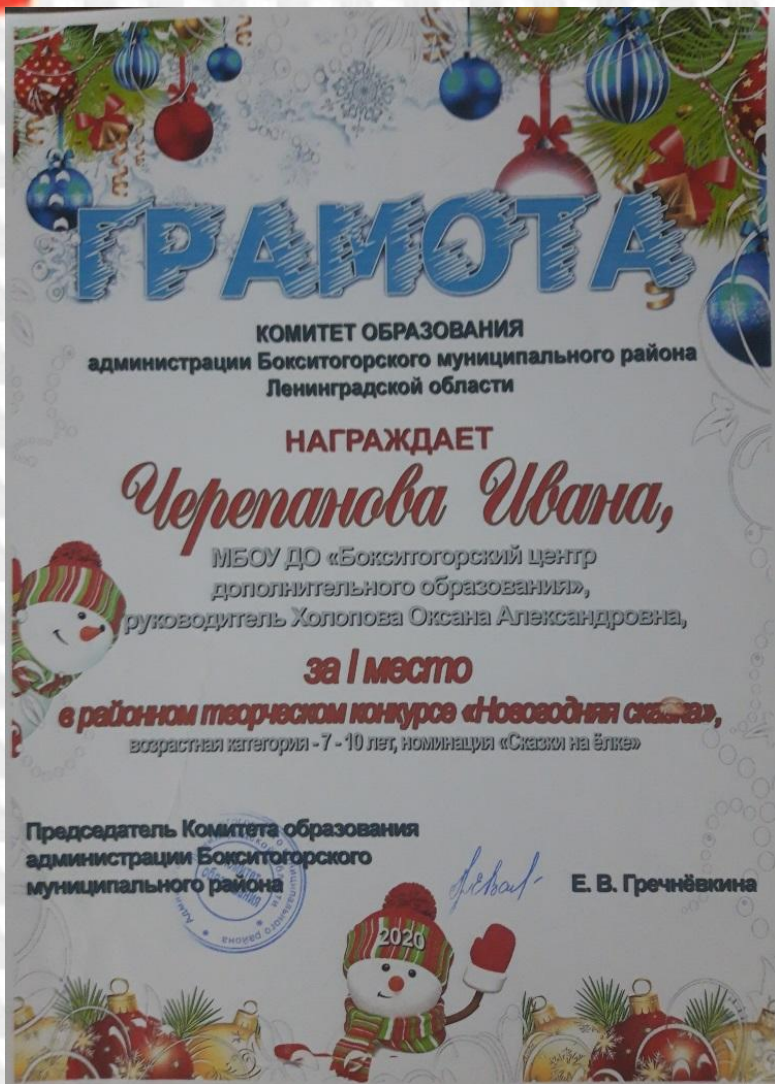 ГРАМОТА
КОМИТЕТ ОБРАЗОВАНИЯ
администрации Бокситогорского муниципального района
Ленинградской области
НАГРАЖДАЕТ
Черепанова Ивана,
МБОУ ДО «Бокситогорский центр
дополнительного образования»,
руководитель Холопова Оксана Александровна,
за I место
в районном творческом конкурсе «Новогодняя сказка»,
возрастная категория - 7 - 10 лет, номинация «Сказки на ёлке»
Председатель Комитета образования
администрации Бокситогорского
муниципального района
Е. В. Гречнёвкина
2020